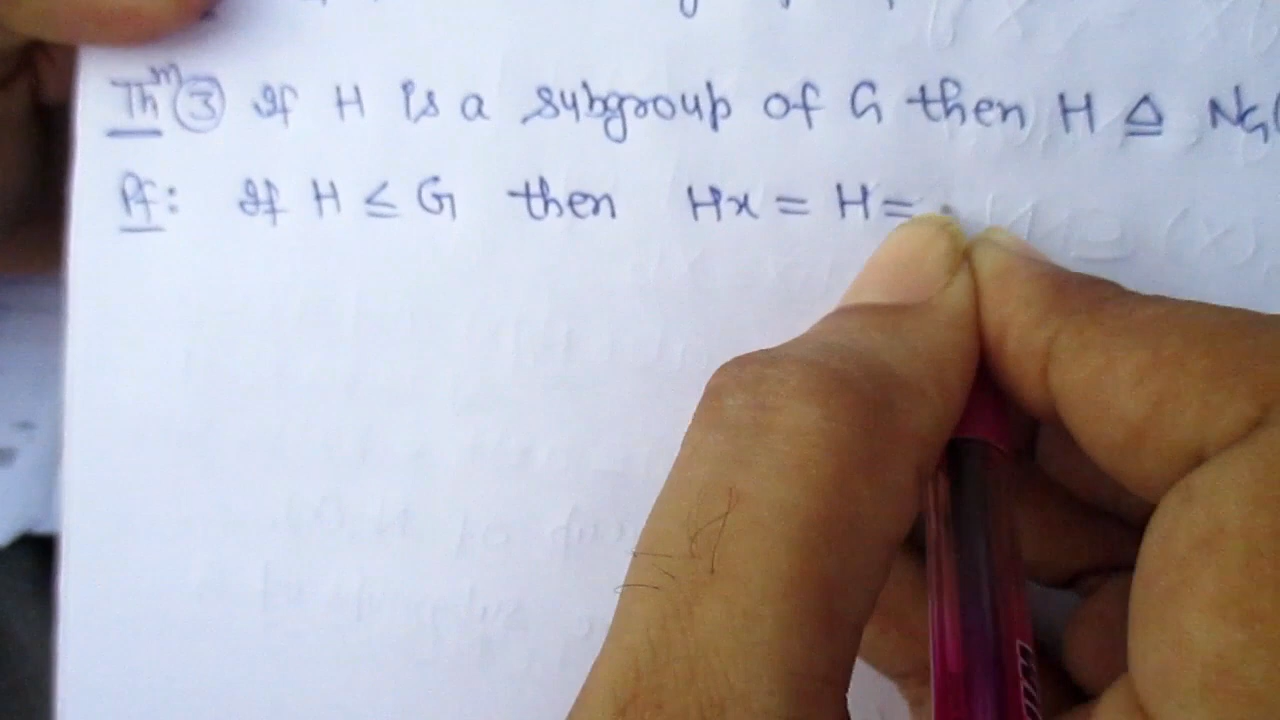 Thm ③ If H is a subgroup of G then H ⊴ NG(
Pf: If H ≤ G then Hx = H =